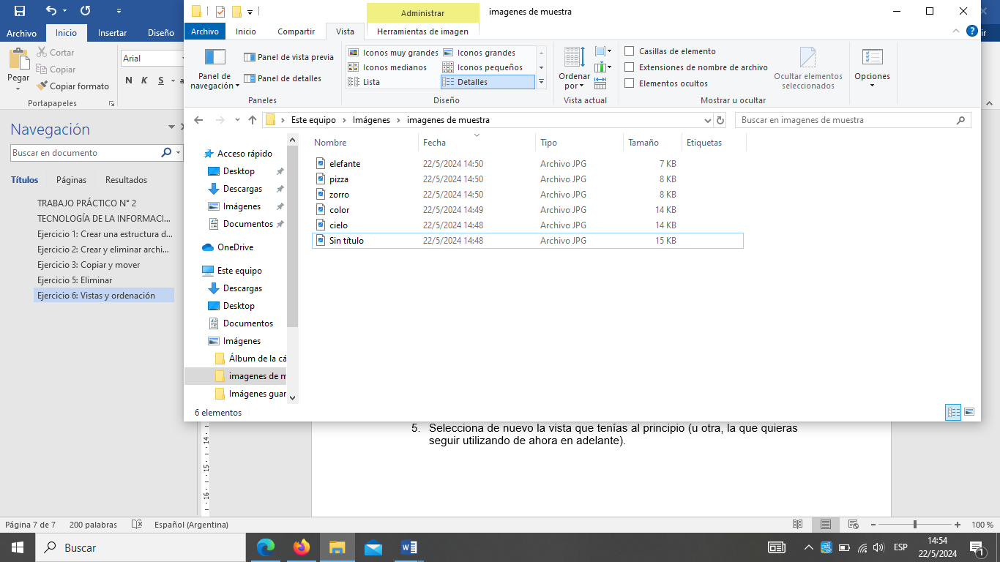 Administrar
imagenes de muestra
Archivo Inicio Insertar Diseño
Archivo Inicio Compartir Vista Herramientas de imagen
Pegar
Cortar
Copiar
Copiar formato
Portapapeles
Arial
N K S
Panel de navegación
Panel de vista previa
Panel de detalles
Paneles
Iconos muy grandes Iconos grandes
Iconos medianos Iconos pequeños
Lista Detalles
Diseño
Ordenar por
Vista actual
Casillas de elemento
Extensiones de nombre de archivo
Elementos ocultos
Ocultar elementos seleccionados
Mostrar u ocultar
Opciones
Este equipo Imágenes imagenes de muestra
Buscar en imagenes de muestra
Navegación
Buscar en documento
Títulos Páginas Resultados
TRABAJO PRÁCTICO N° 2
TECNOLOGÍA DE LA INFORMACI...
Ejercicio 1: Crear una estructura d...
Ejercicio 2: Crear y eliminar archi...
Ejercicio 3: Copiar y mover
Ejercicio 5: Eliminar
Ejercicio 6: Vistas y ordenación
Acceso rápido
Desktop
Descargas
Imágenes
Documentos
OneDrive
Este equipo
Descargas
Desktop
Documentos
Imágenes
Álbum de la cá
imagenes de m
Imágenes guar
Nombre Fecha Tipo Tamaño Etiquetas
elefante 22/5/2024 14:50 Archivo JPG 7 KB
pizza 22/5/2024 14:50 Archivo JPG 8 KB
zorro 22/5/2024 14:50 Archivo JPG 8 KB
color 22/5/2024 14:49 Archivo JPG 14 KB
cielo 22/5/2024 14:48 Archivo JPG 14 KB
Sin título 22/5/2024 14:48 Archivo JPG 15 KB
6 elementos
5. Selecciona de nuevo la vista que tenías al principio (u otra, la que quieras
seguir utilizando de ahora en adelante).
14
15
16
Página 7 de 7 200 palabras Español (Argentina) 100 %
Buscar
ESP
14:54
22/5/2024
1